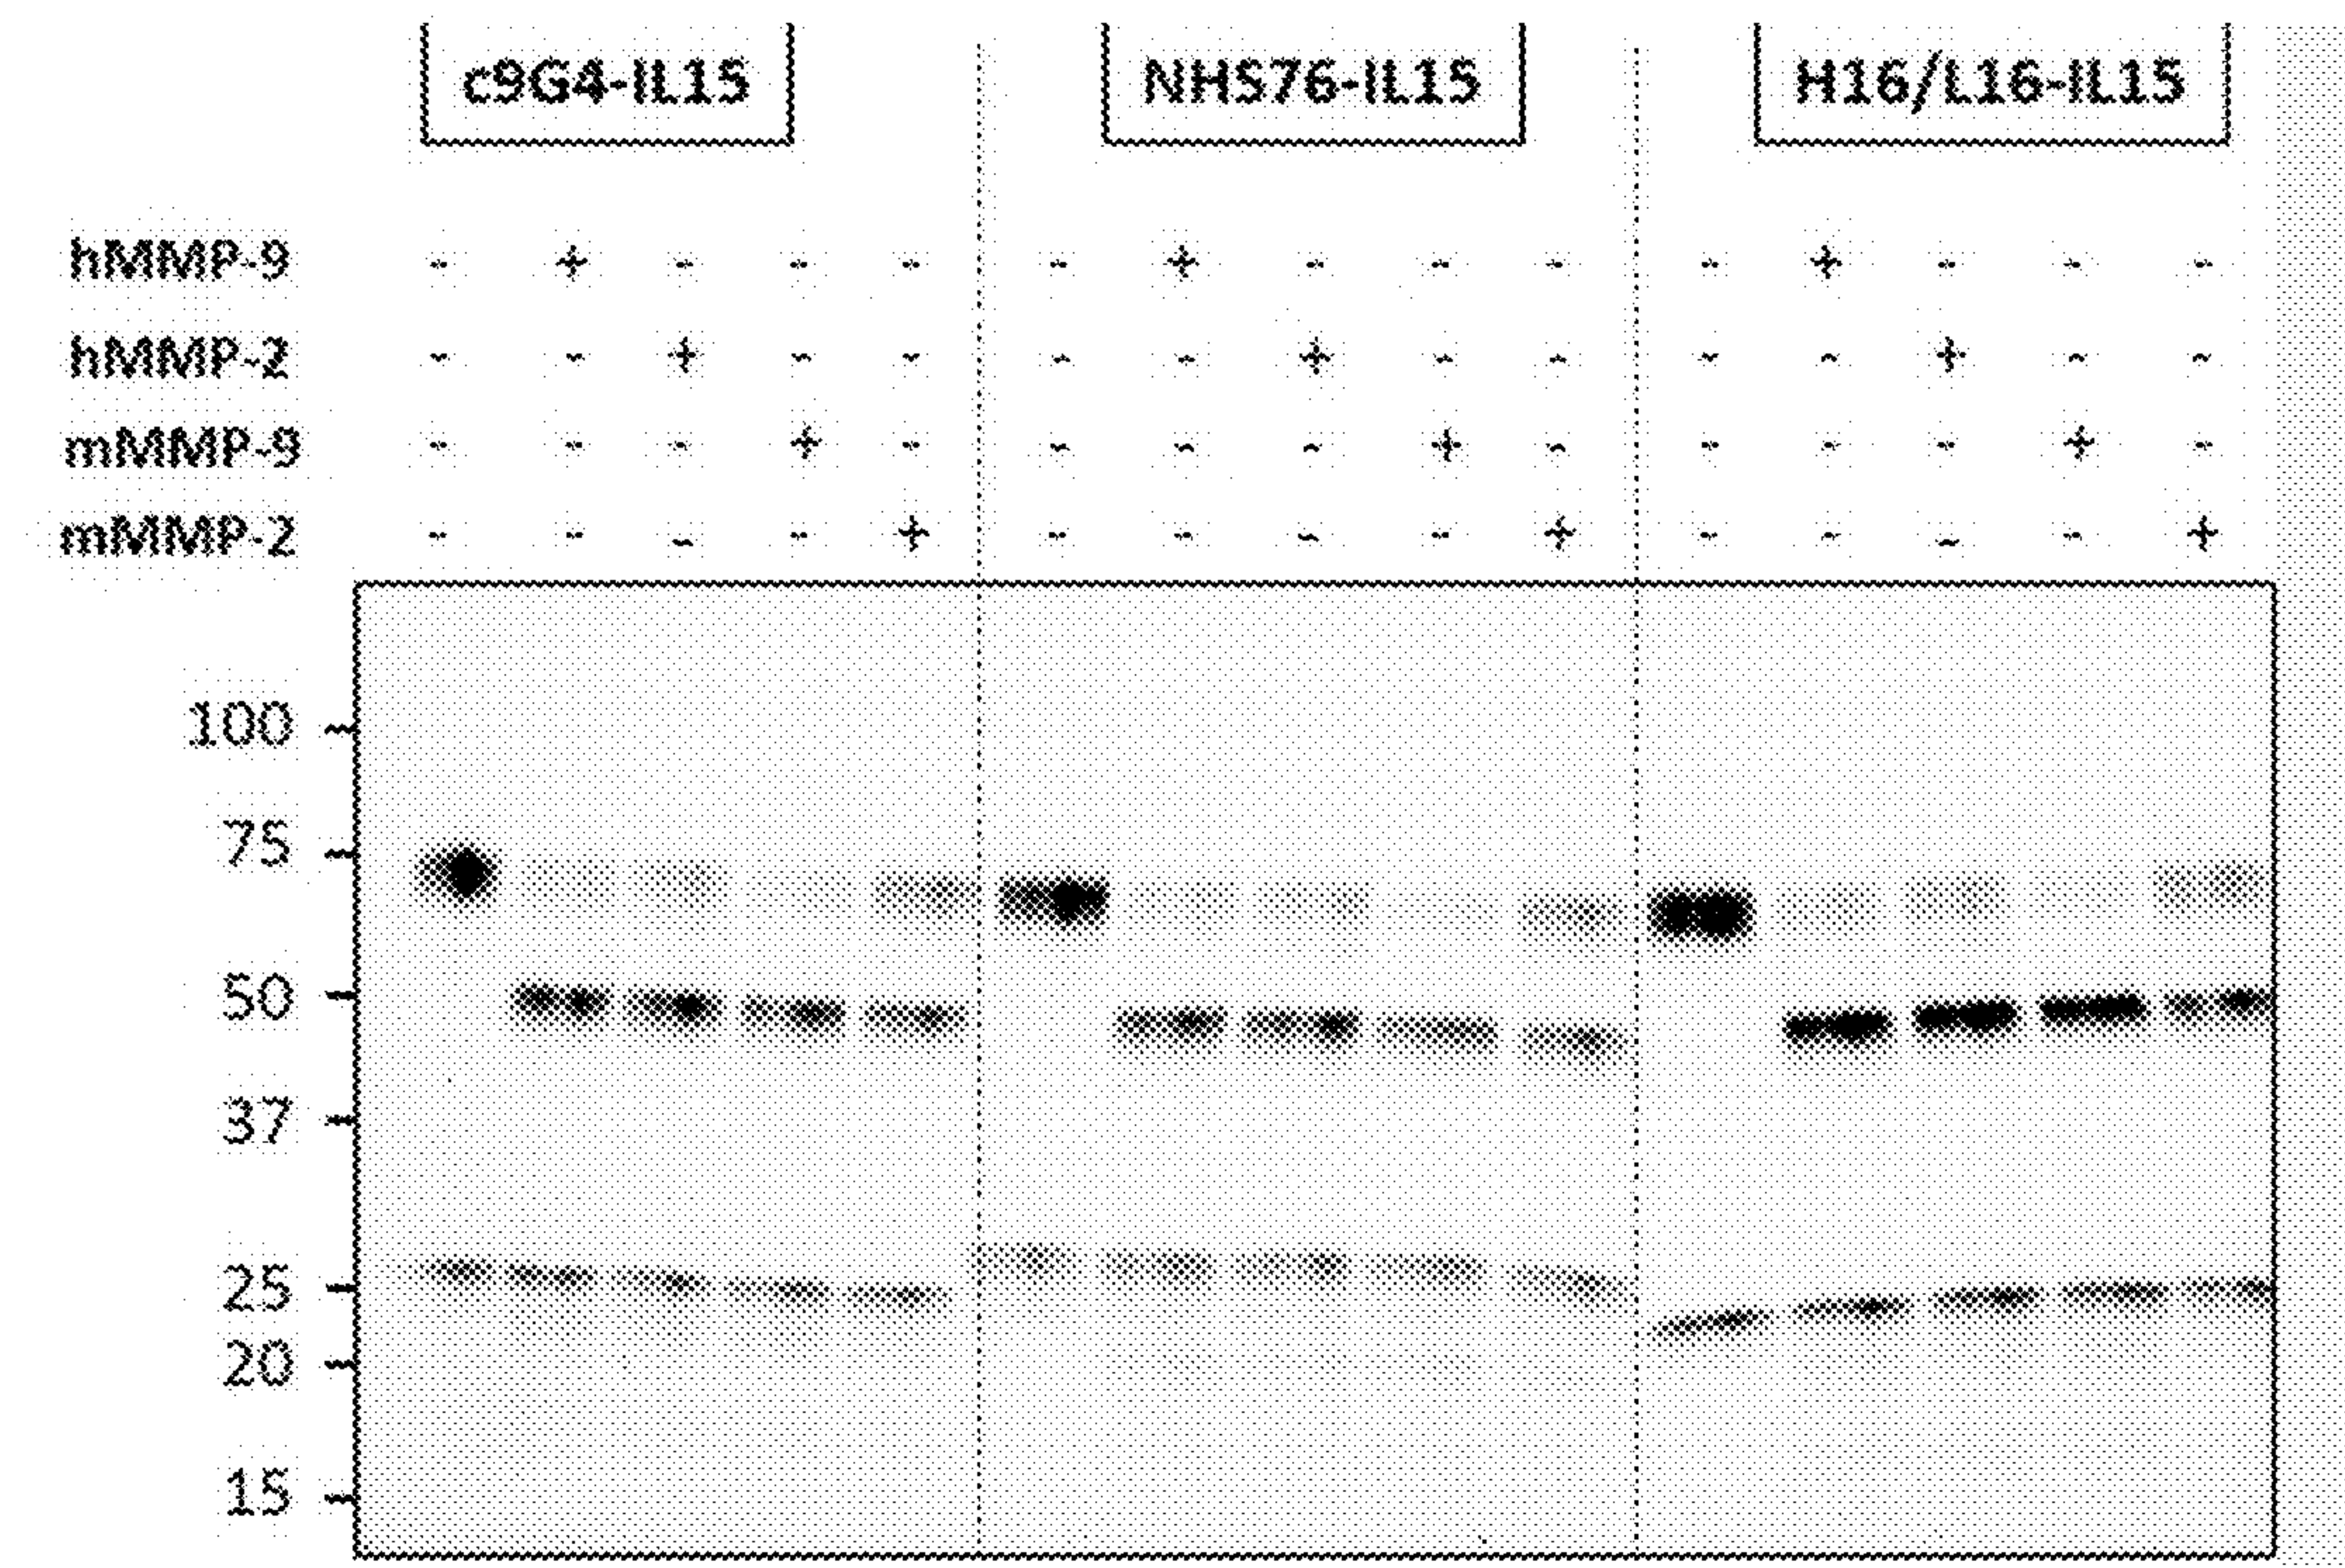 c9G4-IL15 NHS76-IL15 H16/L16-IL15
hMMP-9 - + - - - - + - - - - + - - -
hMMP-2 - - + - - - - + - - - - + - -
mMMP-9 - - - + - - - - + - - - - + -
mMMP-2 - - - - + - - - - + - - - - +
100
75
50
37
25
20
15